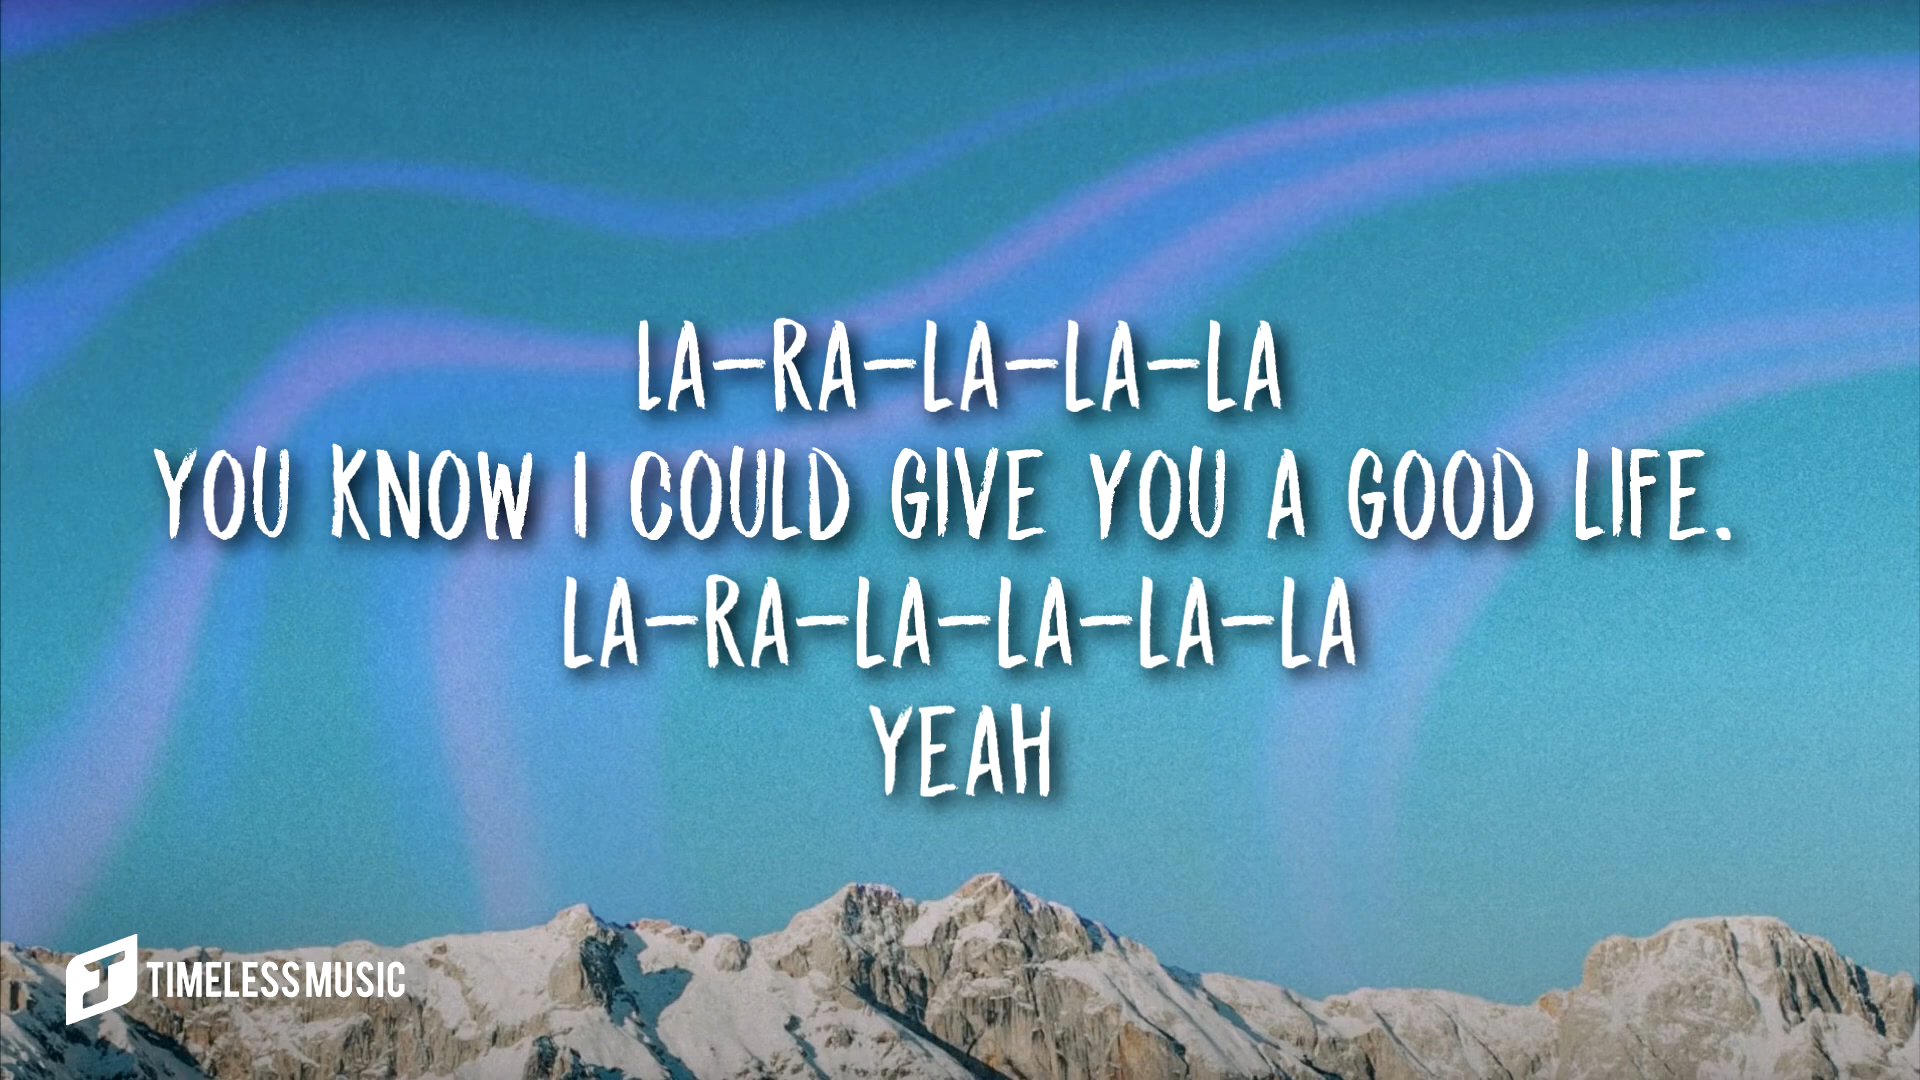 LA-RA-LA-LA-LA
YOU KNOW I COULD GIVE YOU A GOOD LIFE.
LA-RA-LA-LA-LA-LA
YEAH
TIMELESS MUSIC